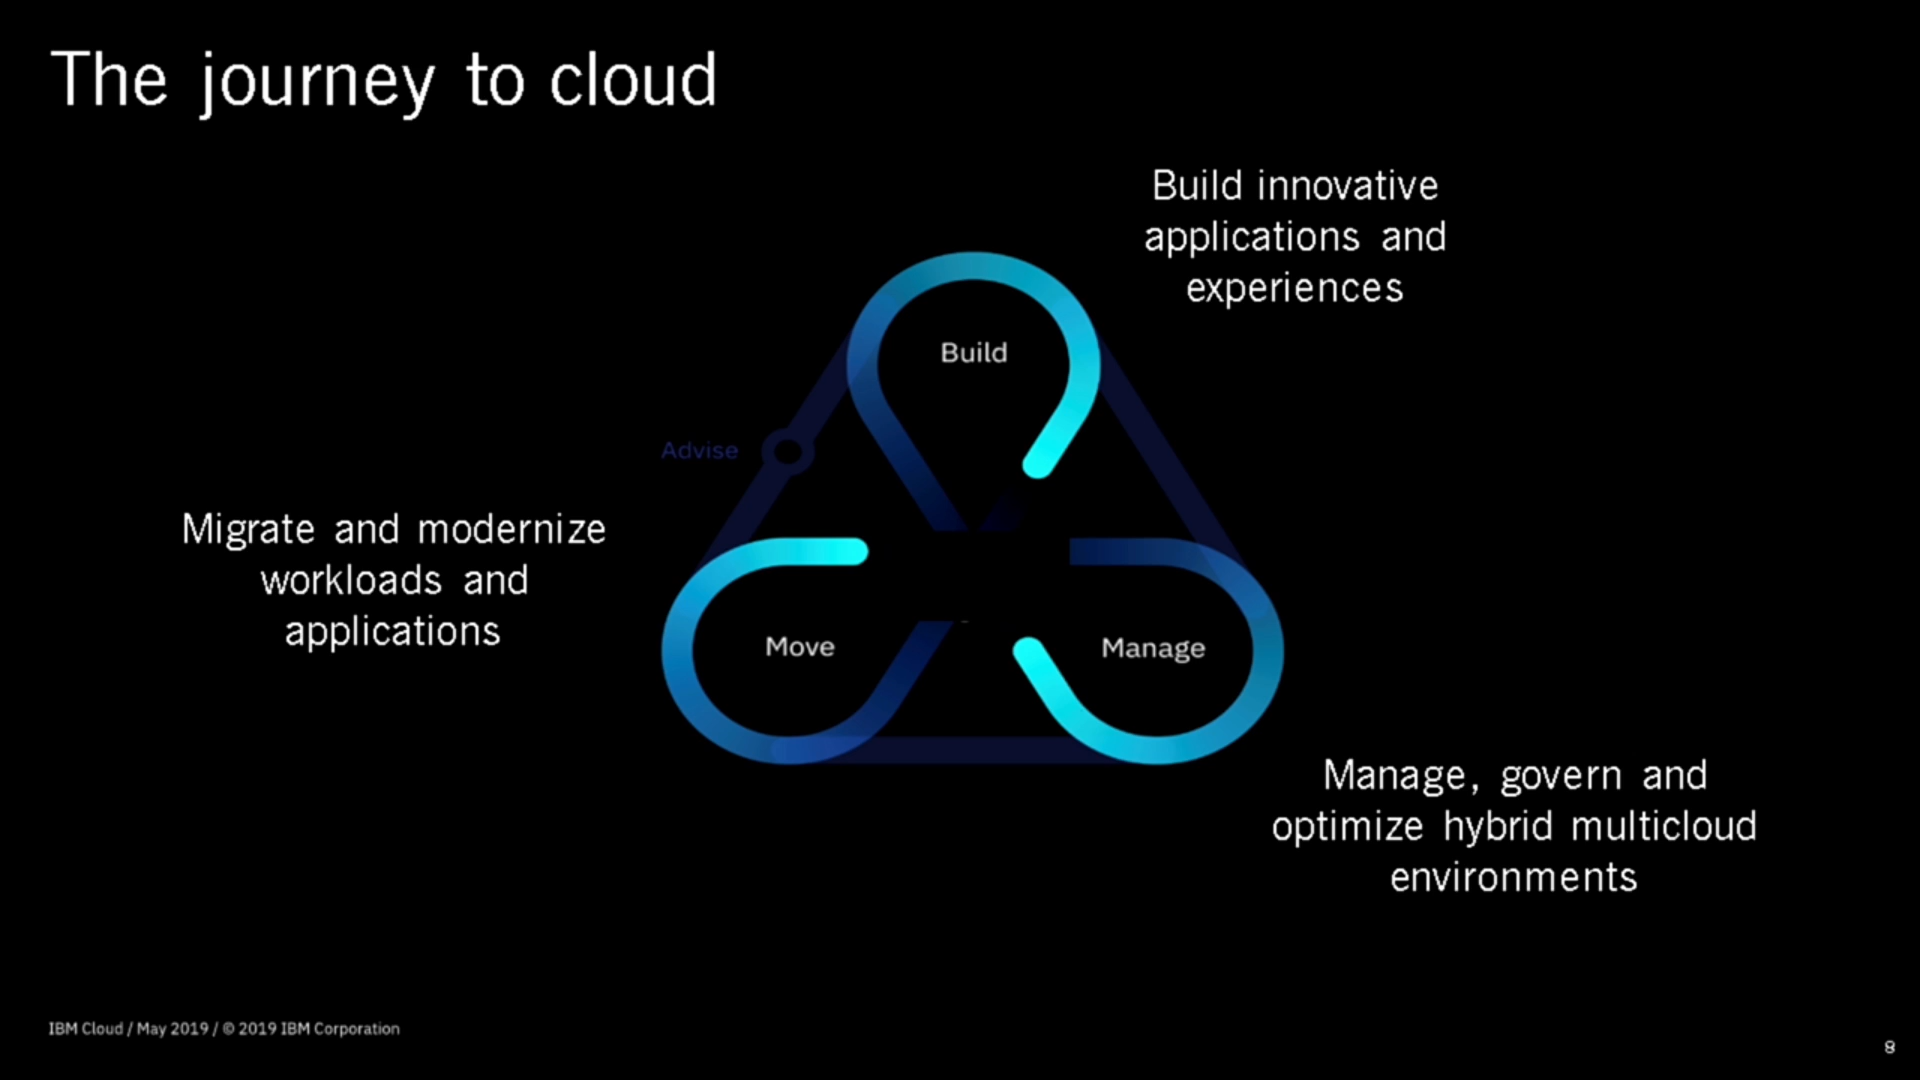 The journey to cloud
Build innovative
applications and
experiences
Build
Advise
Migrate and modernize
workloads and
applications
Move
Manage
Manage, govern and
optimize hybrid multicloud
environments
IBM Cloud / May 2019 / © 2019 IBM Corporation
8